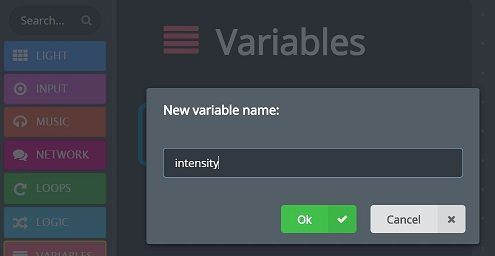 Search...
LIGHT
INPUT
MUSIC
NETWORK
LOOPS
LOGIC
VARIABLES
Variables
New variable name:
intensity
Ok
Cancel